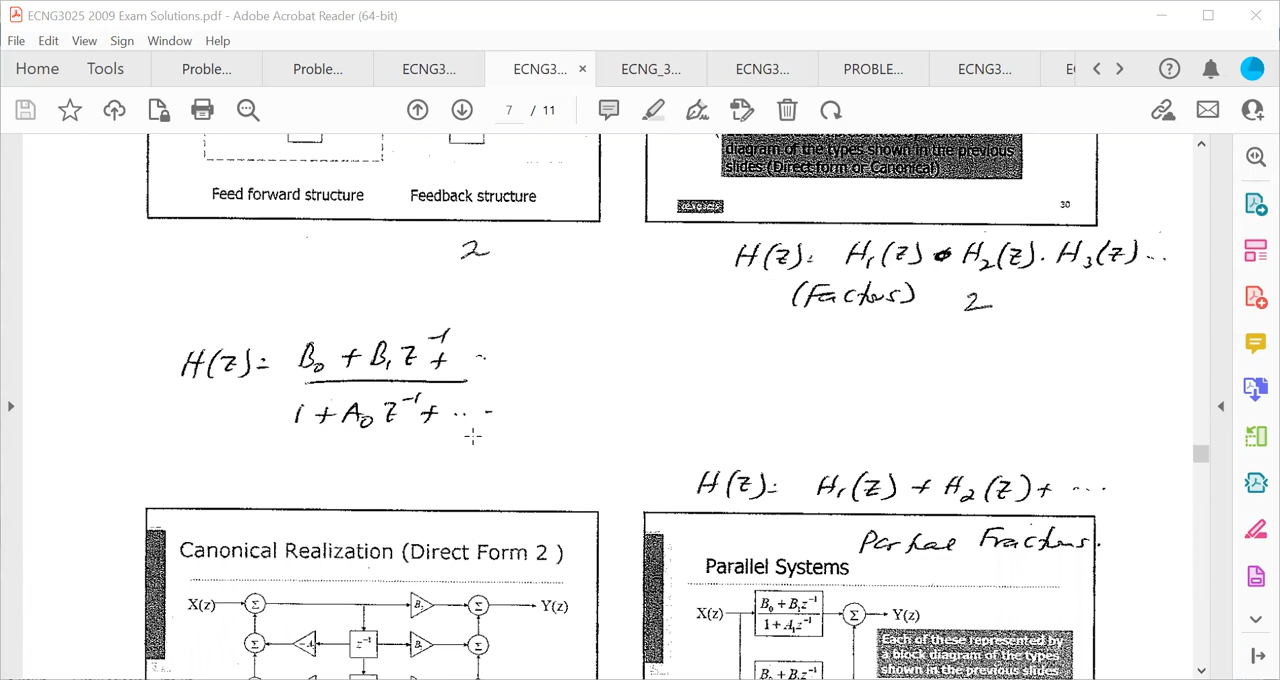 ECNG3025 2009 Exam Solutions.pdf - Adobe Acrobat Reader (64-bit)
File Edit View Sign Window Help
Home Tools Proble... Proble... ECNG3... ECNG3... × ECNG_3... ECNG3... PROBLE... ECNG3...
7 / 11
diagram of the types shown in the previous
slides (Direct form or Canonical)
Feed forward structure Feedback structure
30
2
H(z) = H₁(z) • H₂(z) . H₃(z) ...
(Factors) 2
H(z) = B₀ + B₁ z⁻¹ + ..
1 + A₀ z⁻¹ + ...
H(z) = H₁(z) + H₂(z) + ...
Partial Fractions.
Canonical Realization (Direct Form 2 )
X(z) Σ B₀ Σ Y(z)
Σ -A z⁻¹ B Σ
Parallel Systems
X(z) B₀ + B₁z⁻¹ Σ Y(z)
1 + A₁z⁻¹
Each of these represented by
a block diagram of the types
shown in the previous slides
B₀ + B₁z⁻¹